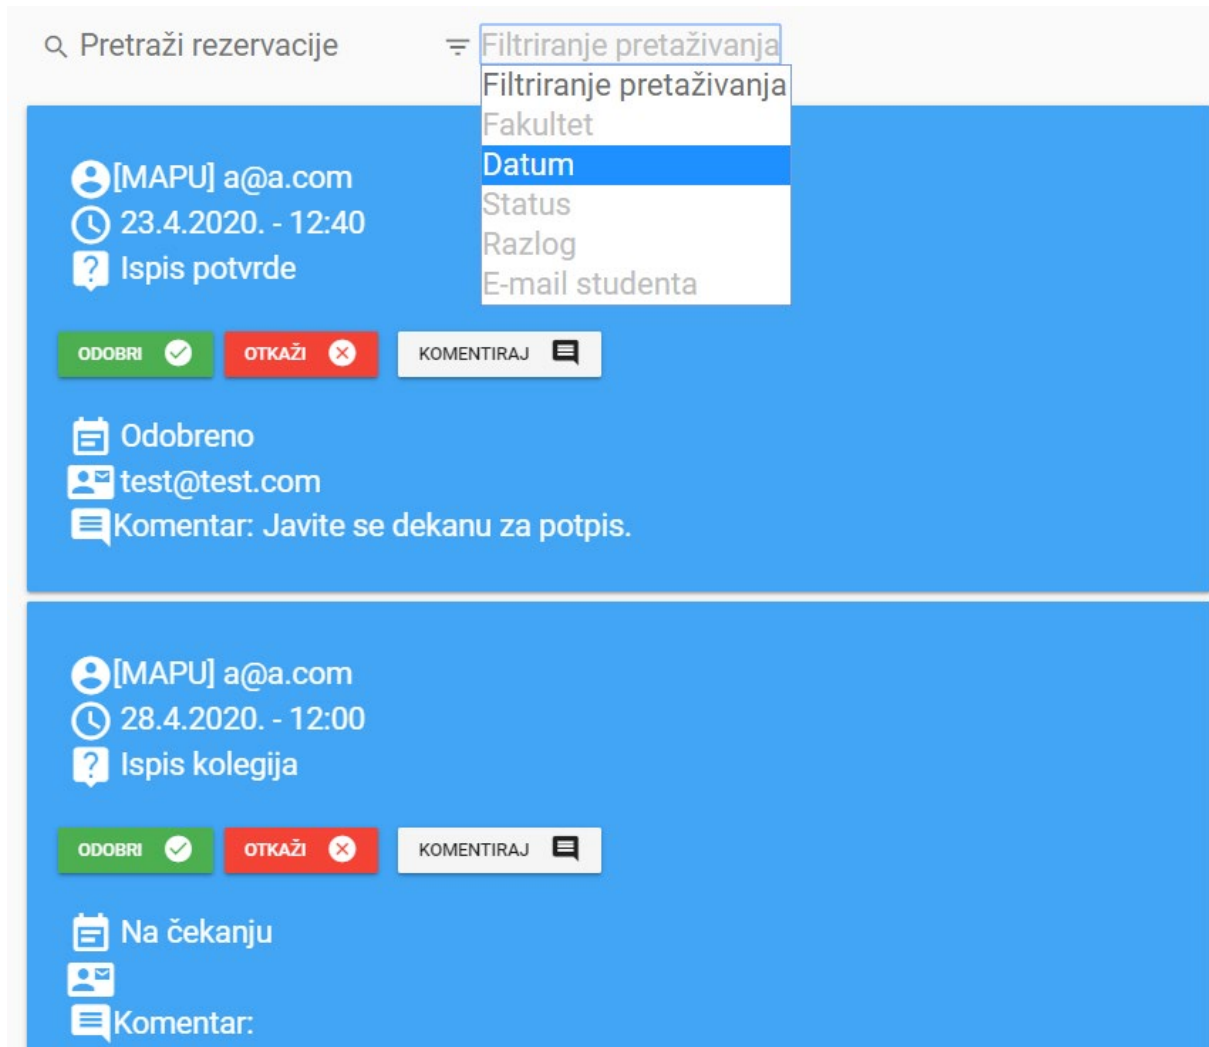 Pretraži rezervacije
Filtriranje pretaživanja
Filtriranje pretaživanja
Fakultet
Datum
Status
Razlog
E-mail studenta
[MAPU] a@a.com
23.4.2020. - 12:40
Ispis potvrde
ODOBRI OTKAŽI KOMENTIRAJ
Odobreno
test@test.com
Komentar: Javite se dekanu za potpis.
[MAPU] a@a.com
28.4.2020. - 12:00
Ispis kolegija
ODOBRI OTKAŽI KOMENTIRAJ
Na čekanju
Komentar: